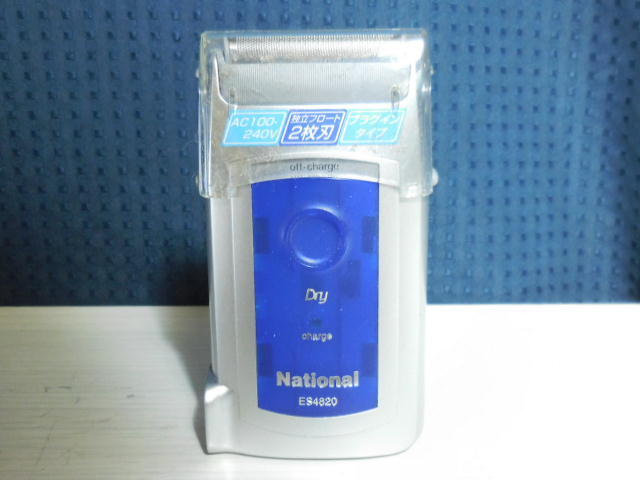 AC100-
240V
独立フロート
2枚刃
プラグイン
タイプ
off-charge
Dry
charge
National
ES4820